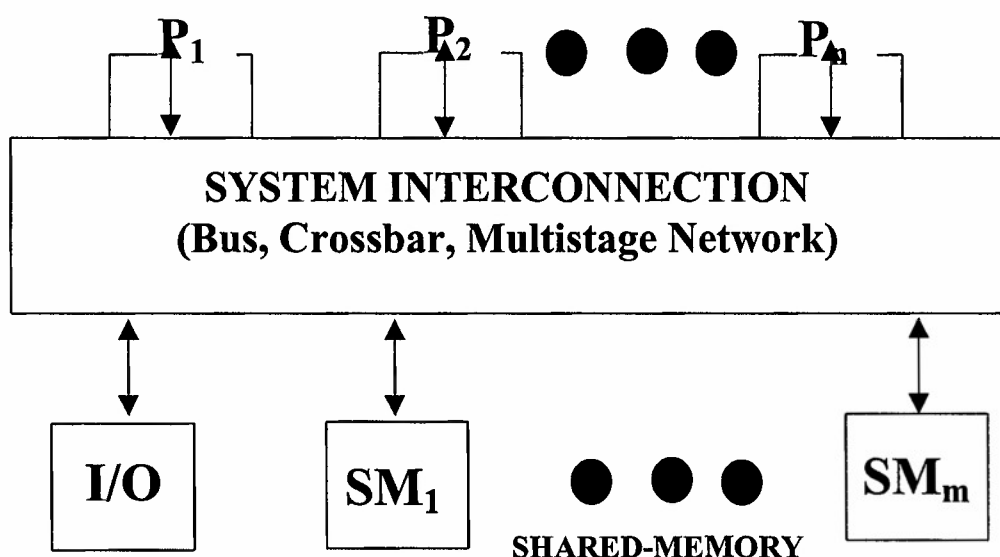 P1 P2 Pn
SYSTEM INTERCONNECTION
(Bus, Crossbar, Multistage Network)
I/O SM1 SMm
SHARED-MEMORY